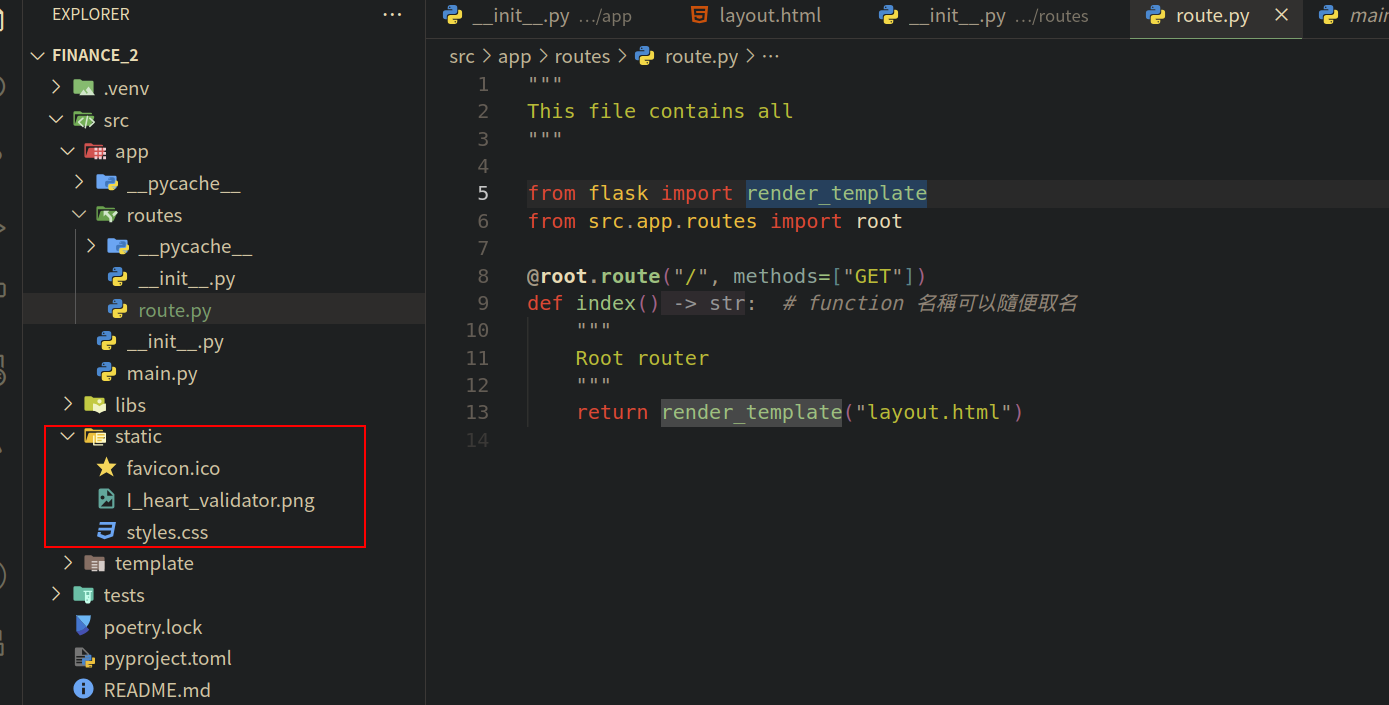 EXPLORER ···
FINANCE_2
.venv
src
app
__pycache__
routes
__pycache__
__init__.py
route.py
__init__.py
main.py
libs
static
favicon.ico
I_heart_validator.png
styles.css
template
tests
poetry.lock
pyproject.toml
README.md
__init__.py .../app layout.html __init__.py .../routes route.py
src > app > routes > route.py > ...
1 """
2 This file contains all
3 """
4
5 from flask import render_template
6 from src.app.routes import root
7
8 @root.route("/", methods=["GET"])
9 def index() -> str:  # function 名稱可以隨便取名
10     """
11     Root router
12     """
13     return render_template("layout.html")
14